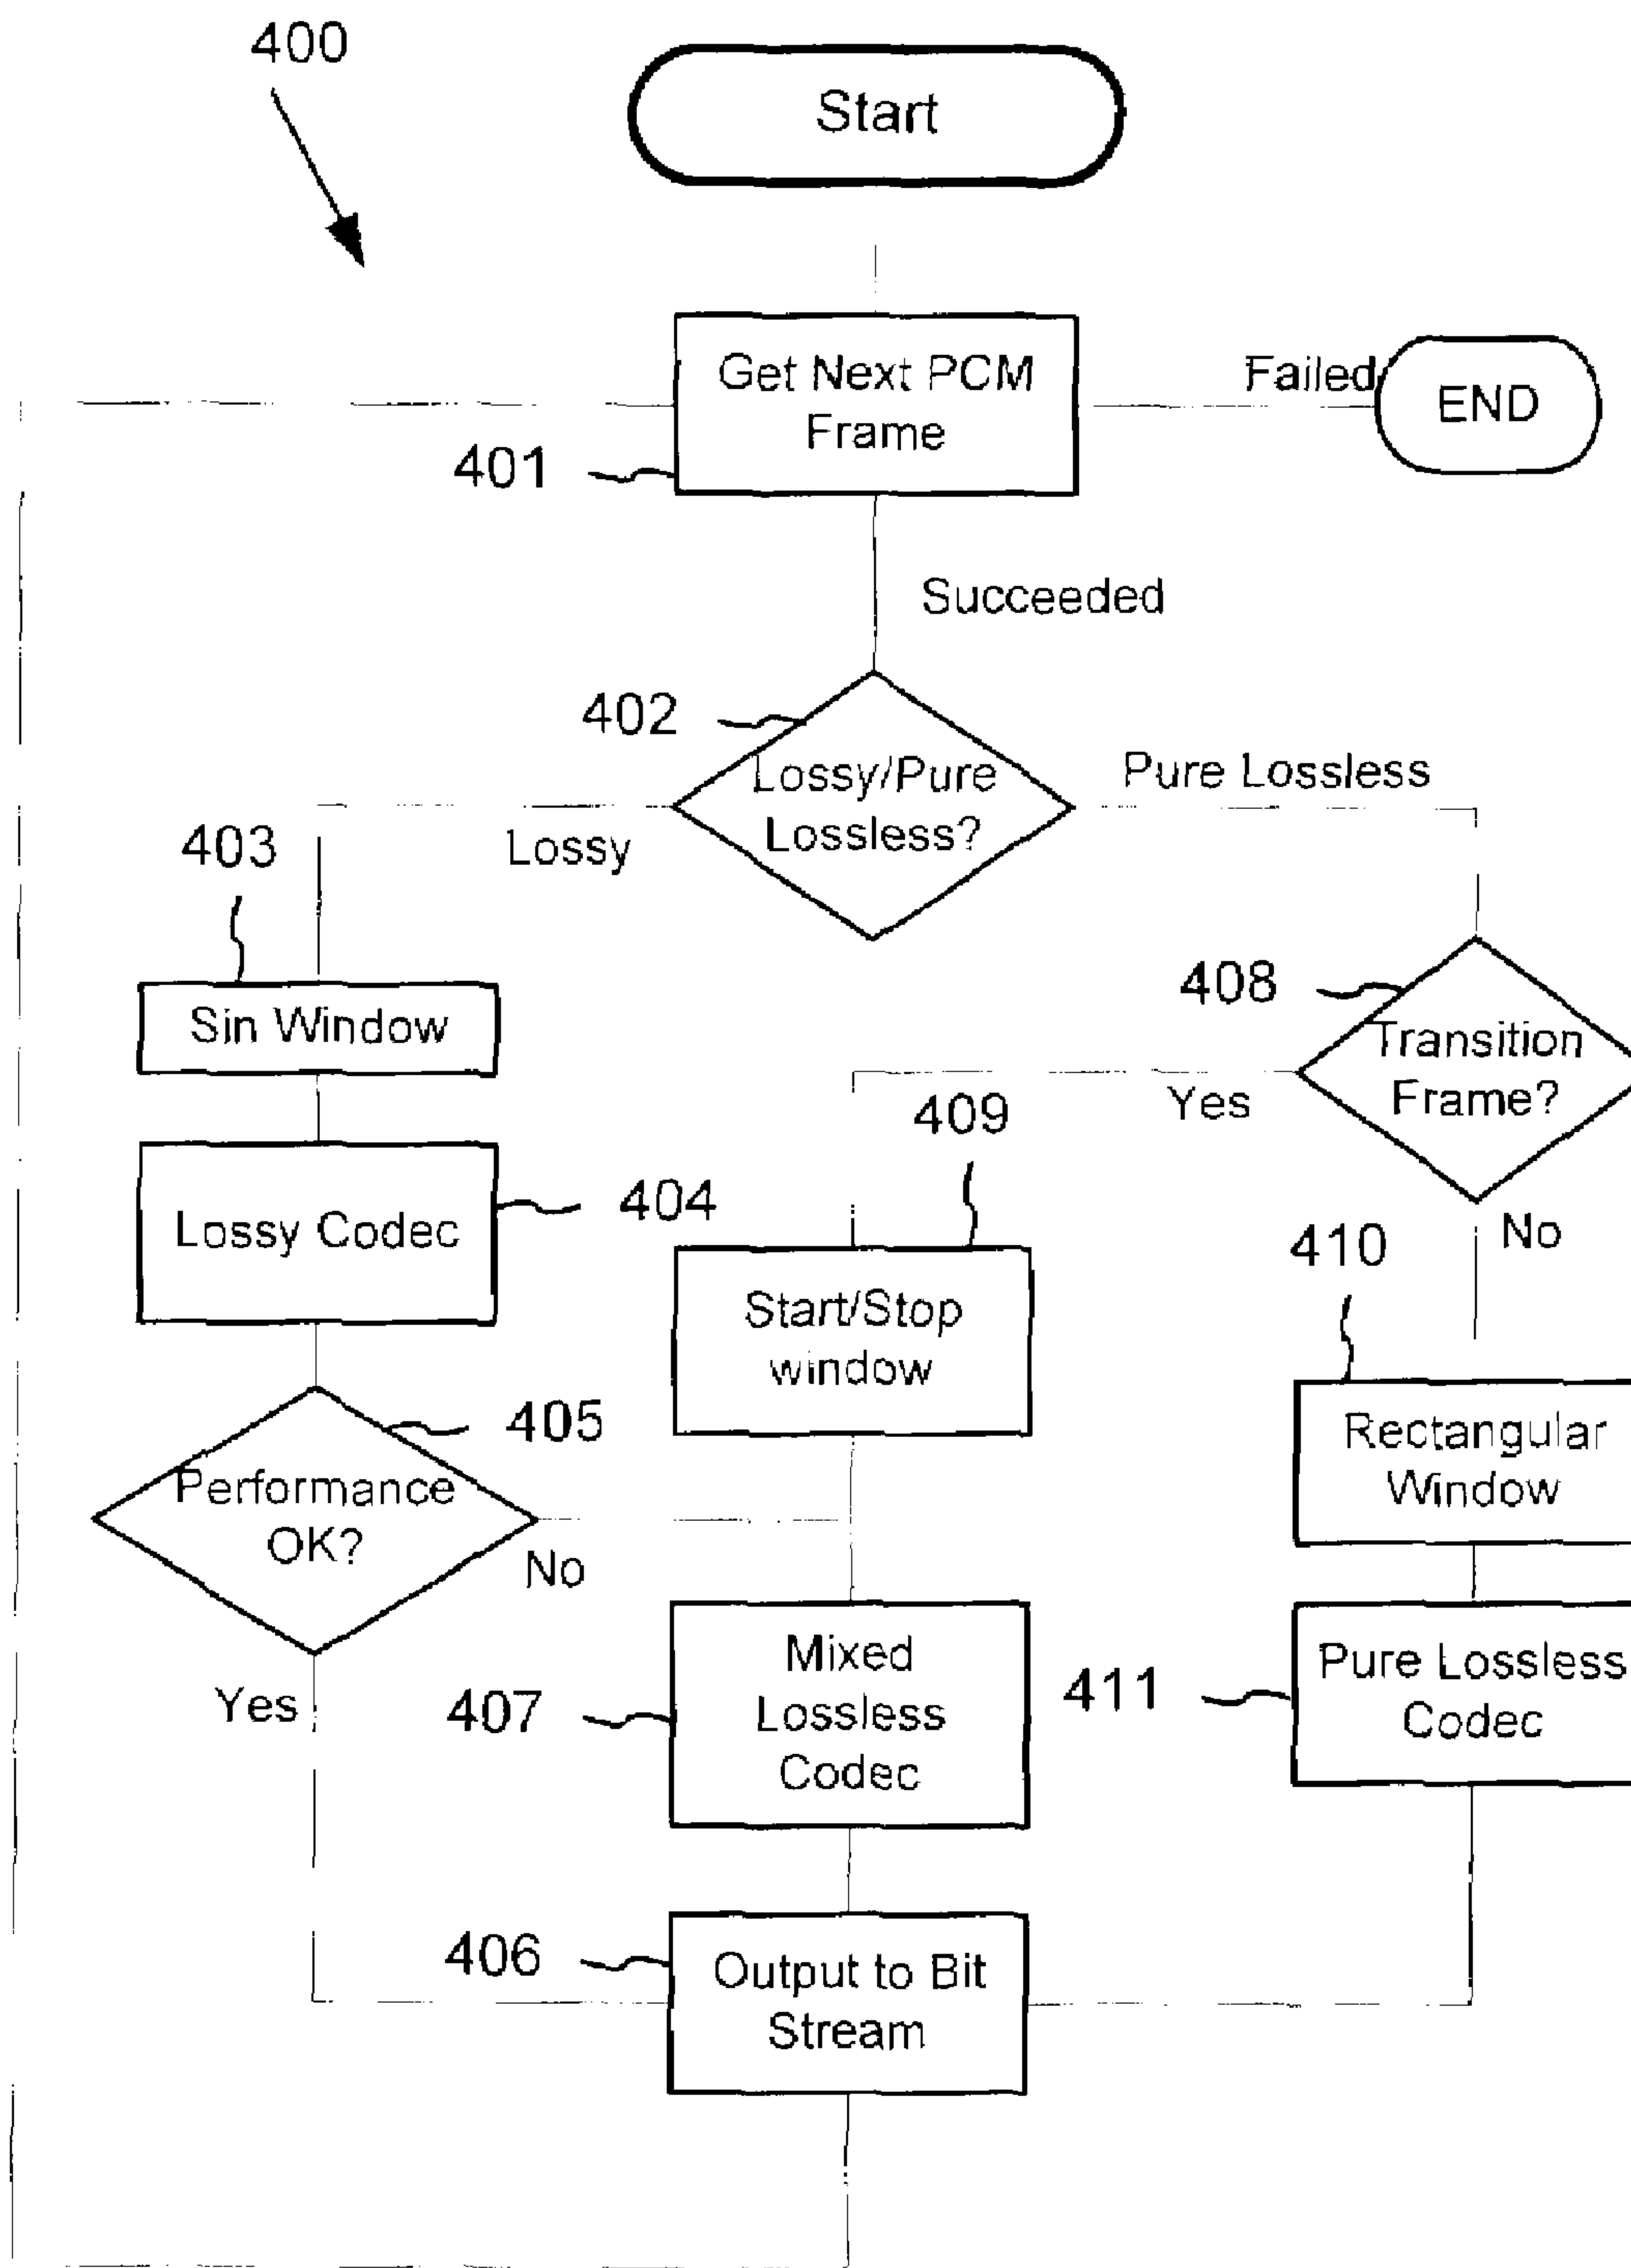 400
Start
Get Next PCM
Frame
Failed
END
401
Succeeded
402
Lossy/Pure
Lossless?
Pure Lossless
Lossy
403
Sin Window
408
Transition
Frame?
Yes
409
404
Lossy Codec
No
410
Start/Stop
window
405
Performance
OK?
No
Rectangular
Window
Mixed
Lossless
Codec
407
Yes
411
Pure Lossless
Codec
406
Output to Bit
Stream